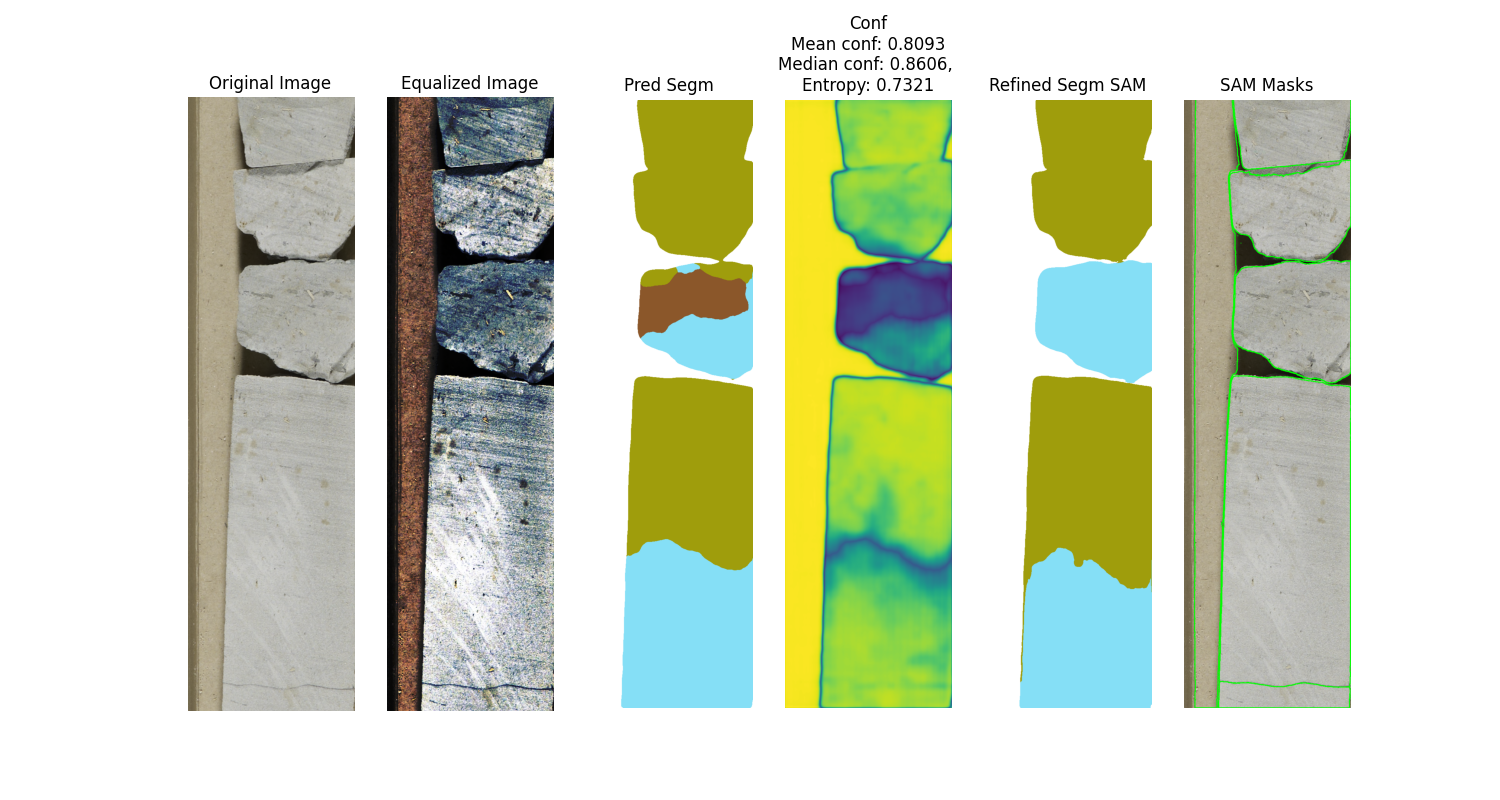 Original Image
Equalized Image
Pred Segm
Conf
Mean conf: 0.8093
Median conf: 0.8606,
Entropy: 0.7321
Refined Segm SAM
SAM Masks